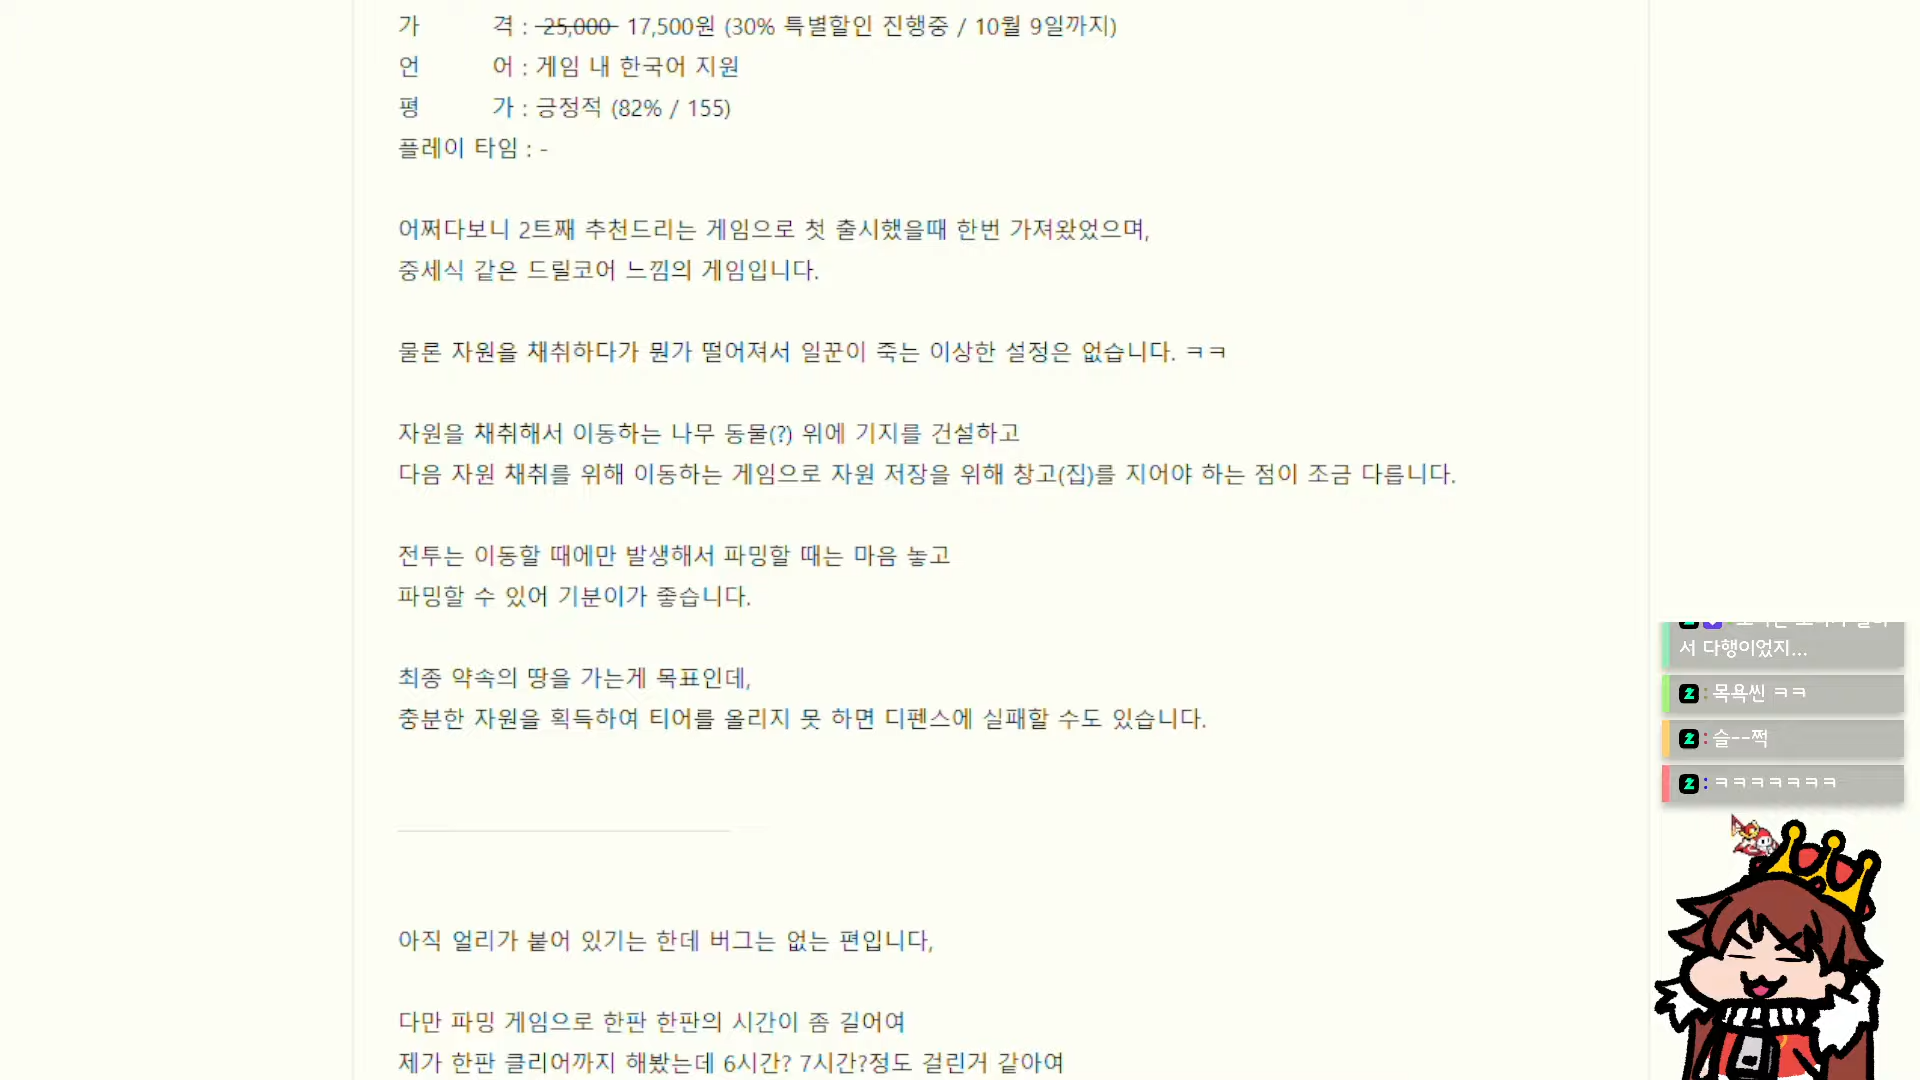 가 격 : 25,000 17,500원 (30% 특별할인 진행중 / 10월 9일까지)
언 어 : 게임 내 한국어 지원
평 가 : 긍정적 (82% / 155)
플레이 타임 : -
어쩌다보니 2트째 추천드리는 게임으로 첫 출시했을때 한번 가져왔었으며,
중세식 같은 드릴코어 느낌의 게임입니다.
물론 자원을 채취하다가 뭔가 떨어져서 일꾼이 죽는 이상한 설정은 없습니다. ㅋㅋ
자원을 채취해서 이동하는 나무 동물(?) 위에 기지를 건설하고
다음 자원 채취를 위해 이동하는 게임으로 자원 저장을 위해 창고(집)를 지어야 하는 점이 조금 다릅니다.
전투는 이동할 때에만 발생해서 파밍할 때는 마음 놓고
파밍할 수 있어 기분이가 좋습니다.
최종 약속의 땅을 가는게 목표인데,
충분한 자원을 획득하여 티어를 올리지 못 하면 디펜스에 실패할 수도 있습니다.
아직 얼리가 붙어 있기는 한데 버그는 없는 편입니다,
다만 파밍 게임으로 한판 한판의 시간이 좀 길어여
제가 한판 클리어까지 해봤는데 6시간? 7시간?정도 걸린거 같아여
서 다행이었지...
: 목욕씬 ㅋㅋ
: 슬--쩍
: ㅋㅋㅋㅋㅋㅋㅋ